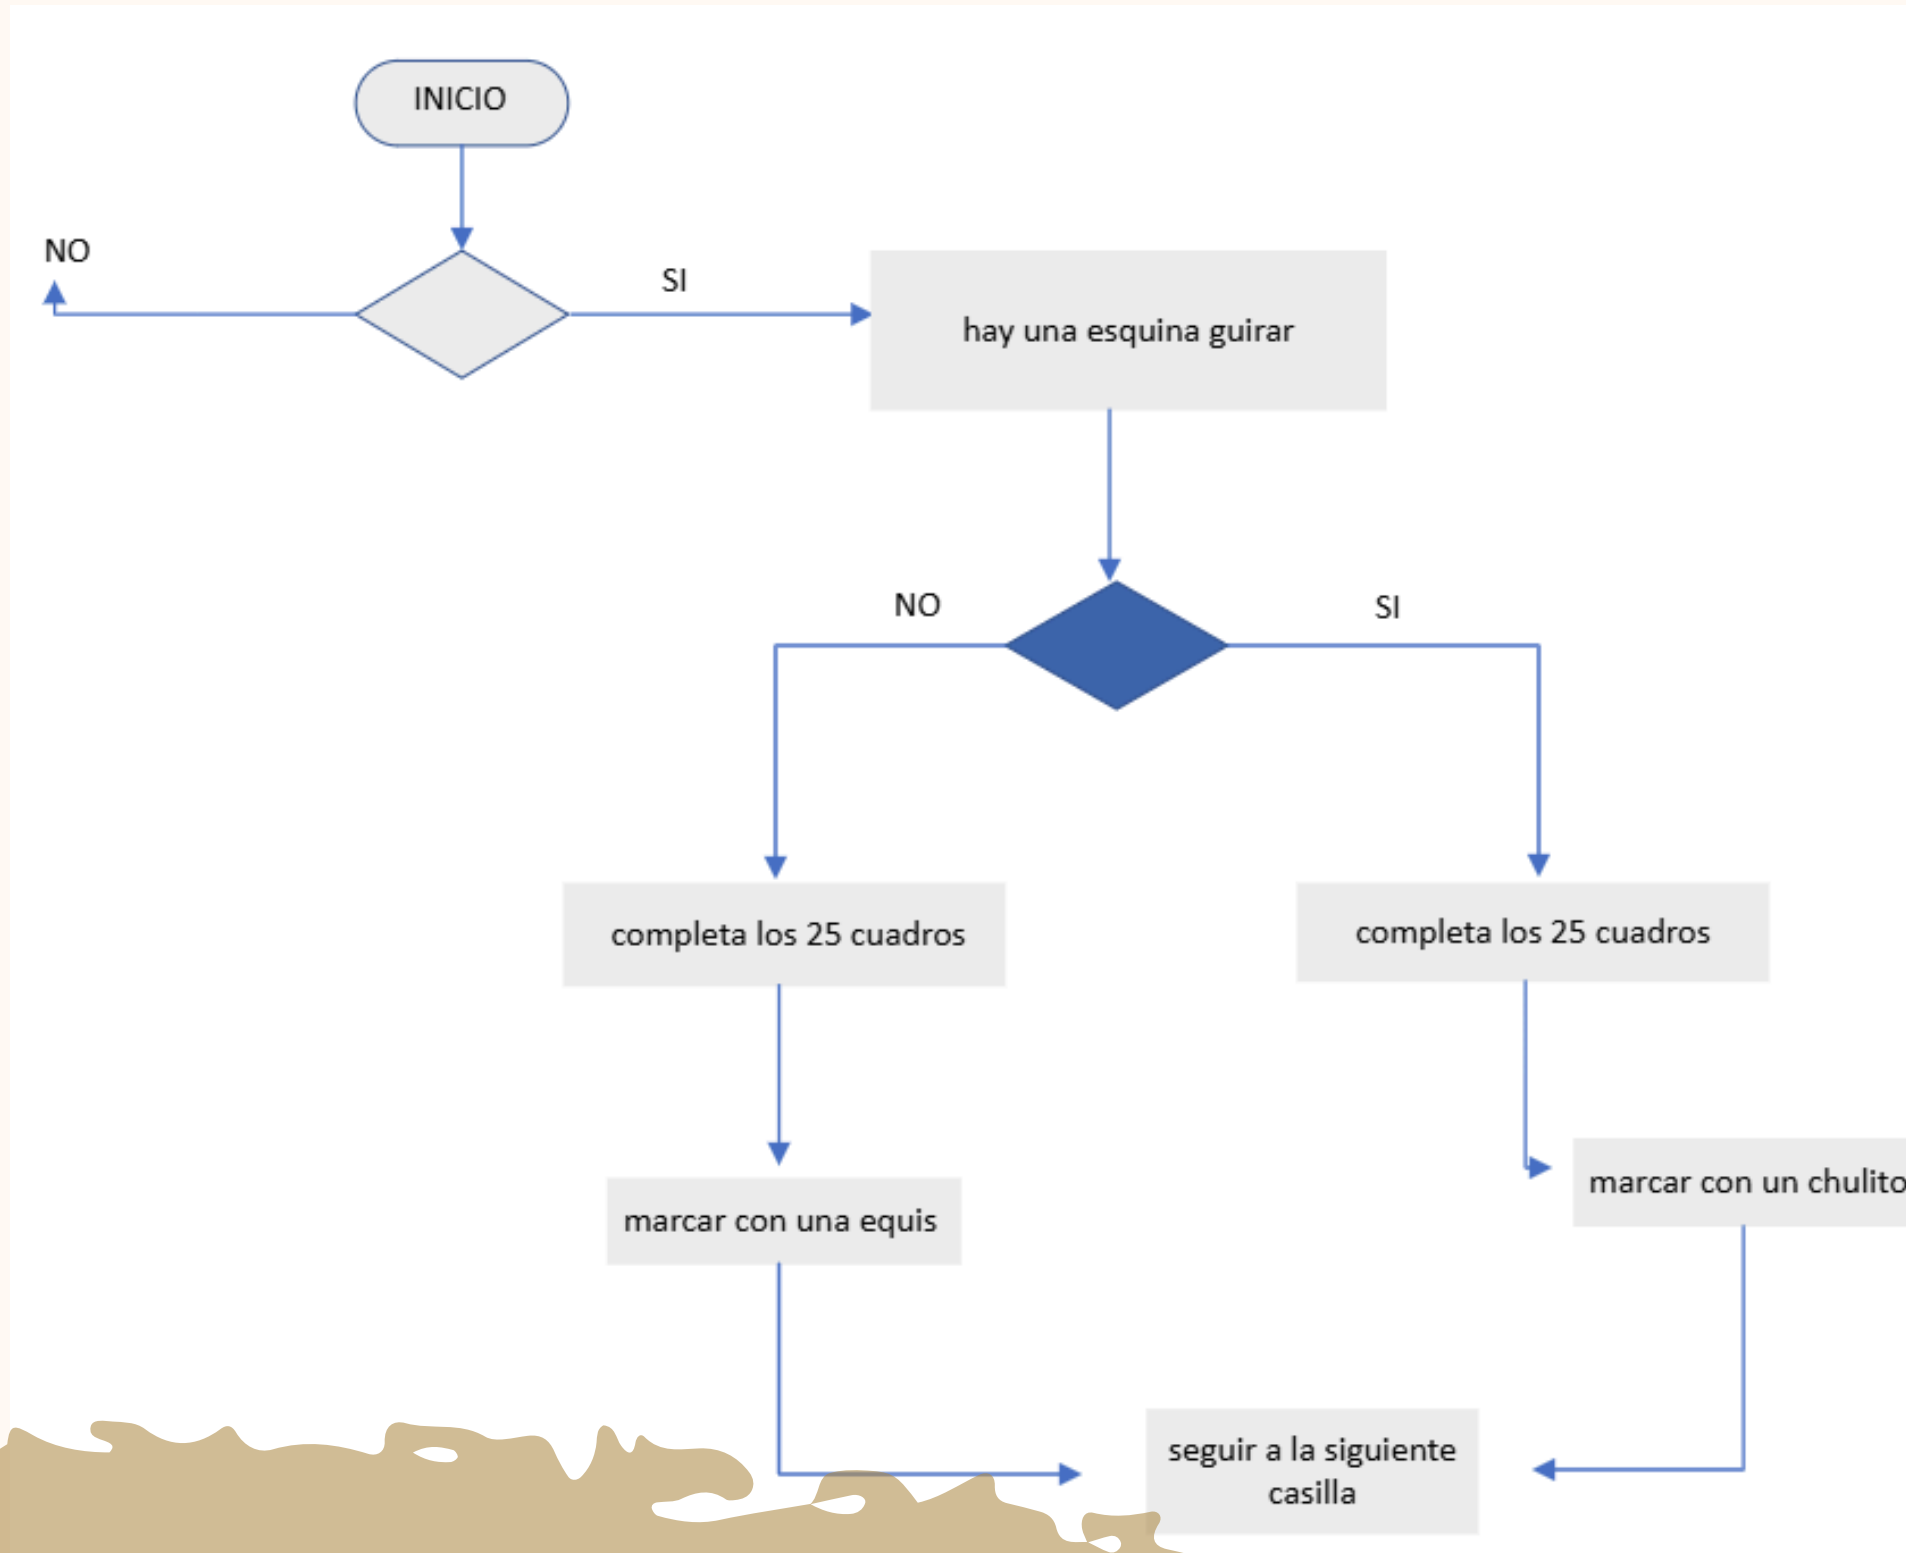 INICIO
NO
SI
hay una esquina guirar
NO
SI
completa los 25 cuadros
completa los 25 cuadros
marcar con una equis
marcar con un chulito
seguir a la siguiente
casilla